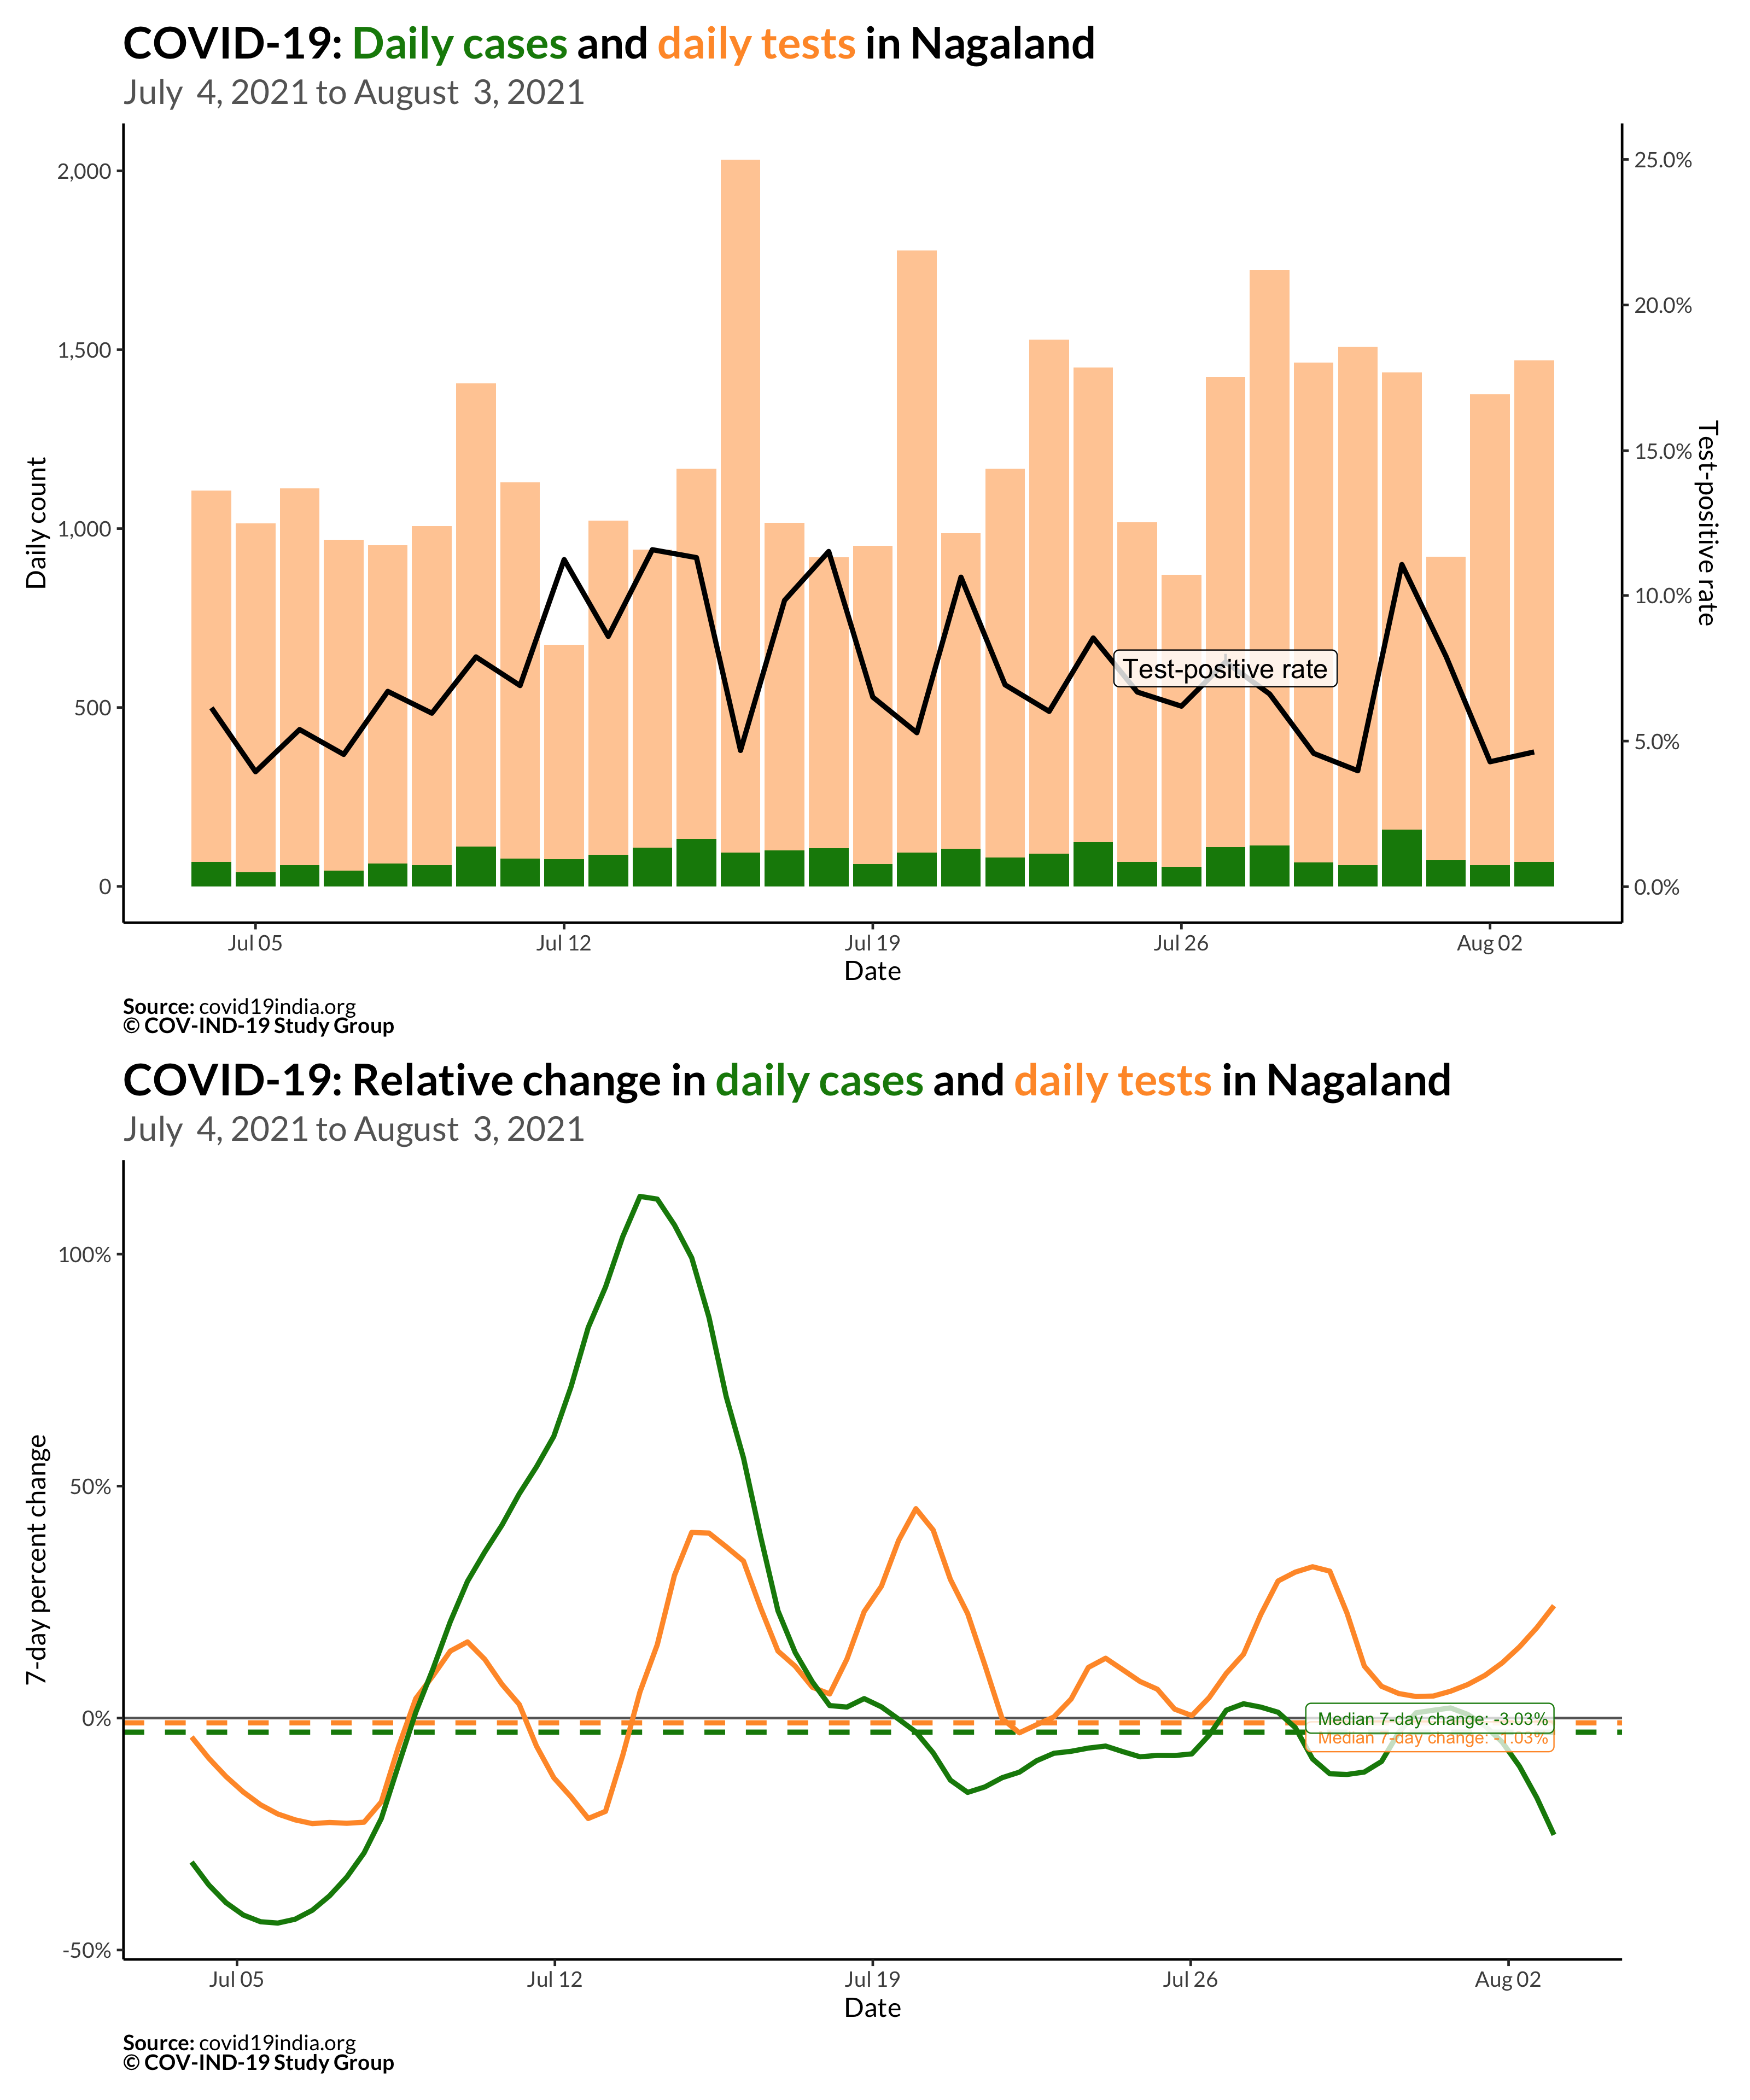 COVID-19: Daily cases and daily tests in Nagaland
July 4, 2021 to August 3, 2021
2,000
1,500
1,000
500
0
Daily count
25.0%
20.0%
15.0%
10.0%
5.0%
0.0%
Test-positive rate
Test-positive rate
Jul 05
Jul 12
Jul 19
Jul 26
Aug 02
Date
Source: covid19india.org
© COV-IND-19 Study Group
COVID-19: Relative change in daily cases and daily tests in Nagaland
July 4, 2021 to August 3, 2021
100%
50%
0%
-50%
7-day percent change
Median 7-day change: -3.03%
Median 7-day change: -1.03%
Jul 05
Jul 12
Jul 19
Jul 26
Aug 02
Date
Source: covid19india.org
© COV-IND-19 Study Group